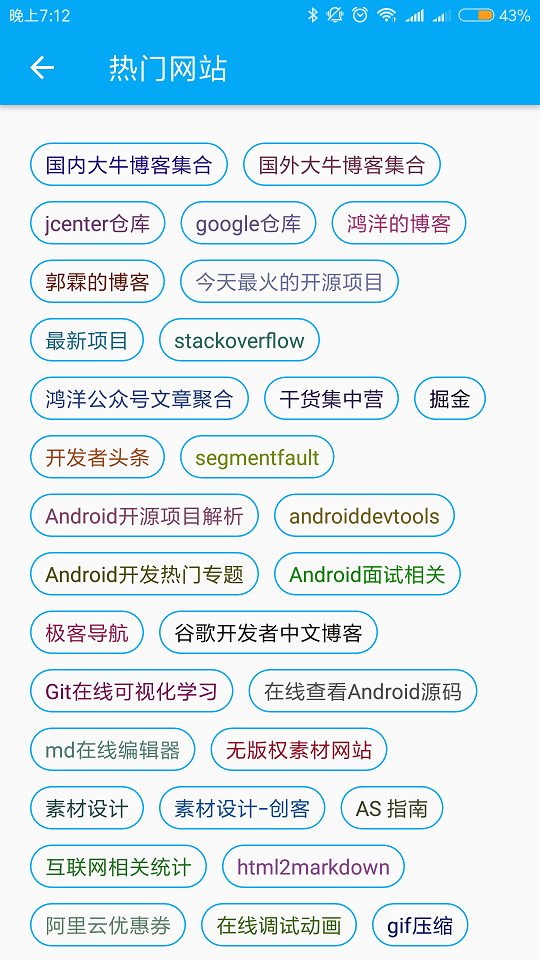 晚上7:12 43%
热门网站
国内大牛博客集合 国外大牛博客集合
jcenter仓库 google仓库 鸿洋的博客
郭霖的博客 今天最火的开源项目
最新项目 stackoverflow
鸿洋公众号文章聚合 干货集中营 掘金
开发者头条 segmentfault
Android开源项目解析 androiddevtools
Android开发热门专题 Android面试相关
极客导航 谷歌开发者中文博客
Git在线可视化学习 在线查看Android源码
md在线编辑器 无版权素材网站
素材设计 素材设计-创客 AS 指南
互联网相关统计 html2markdown
阿里云优惠券 在线调试动画 gif压缩